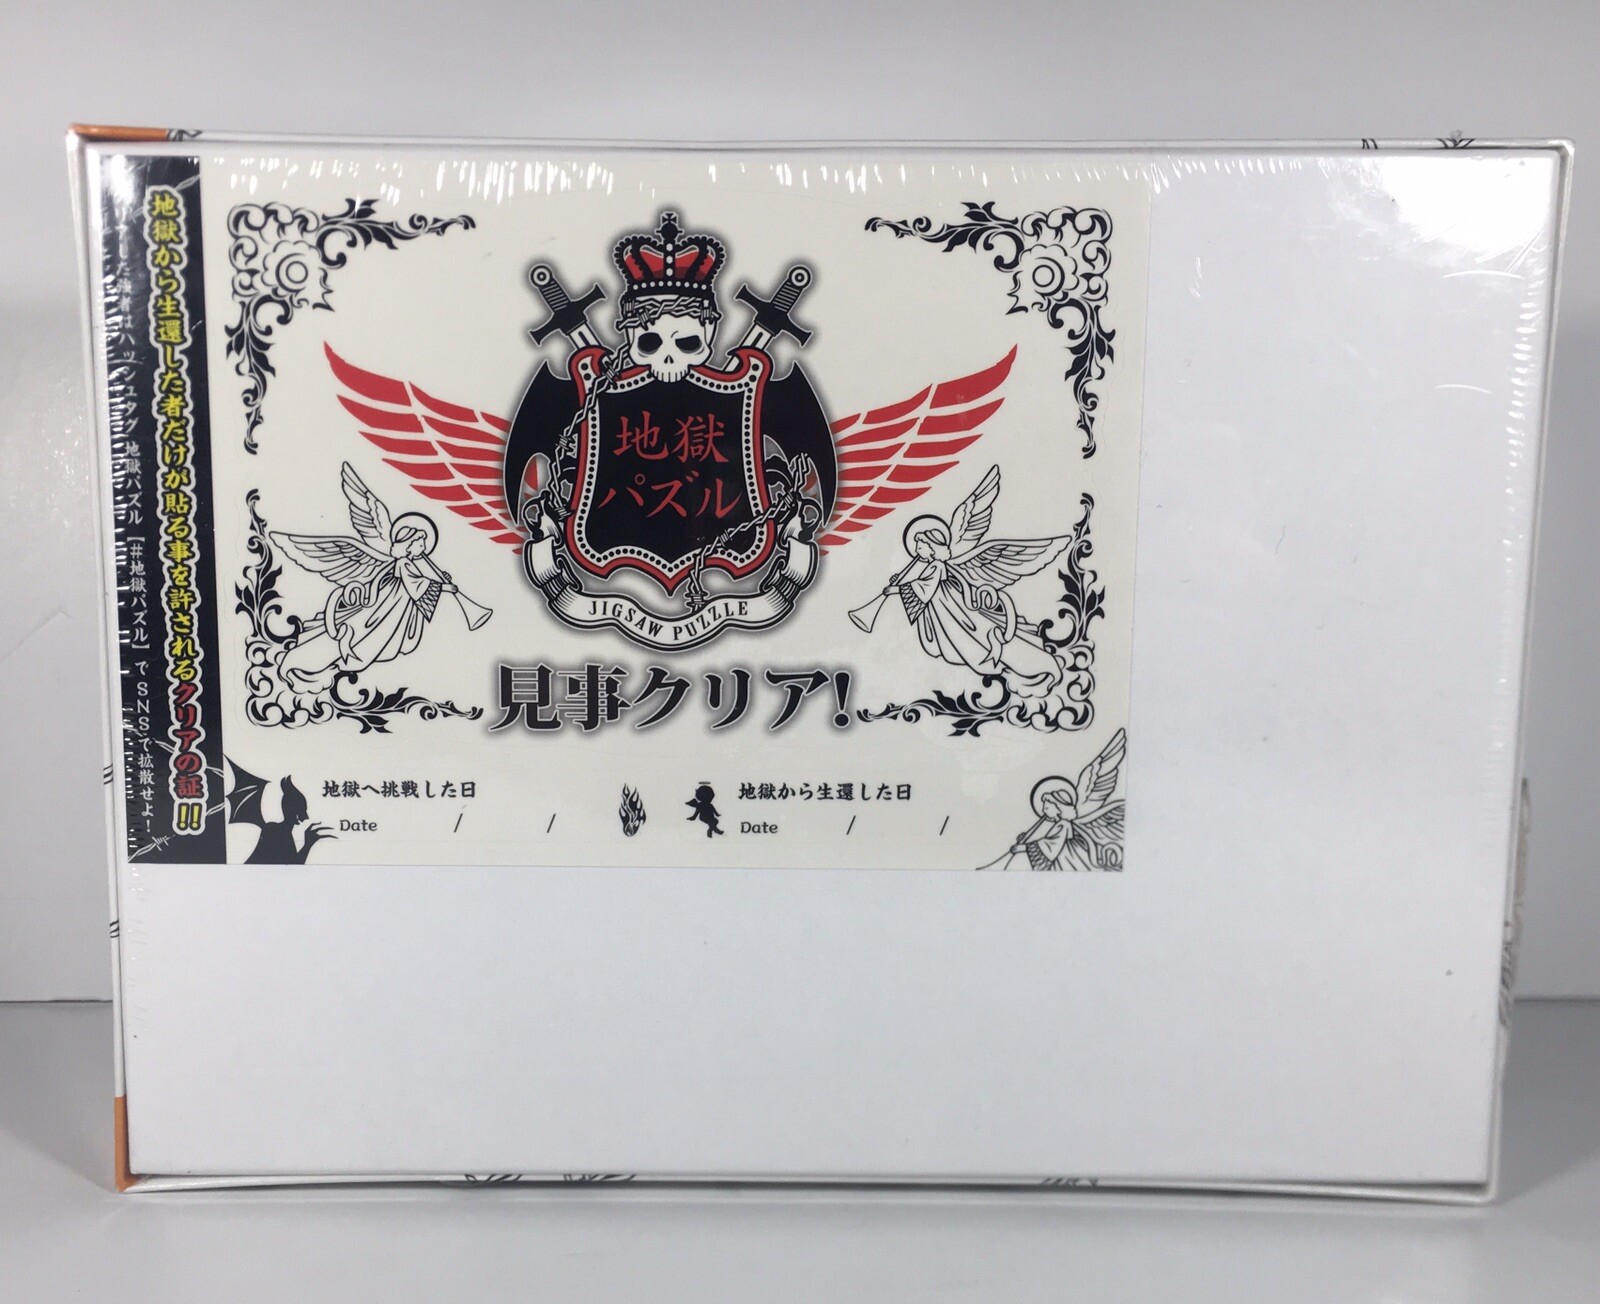 地獄から生還した者だけが貼る事を許されるクリアの証!!
した強者はハッシュタグ 地獄パズル【#地獄パズル】でSNSで拡散せよ!
地獄
パズル
JIGSAW PUZZLE
見事クリア!
地獄へ挑戦した日
Date / /
地獄から生還した日
Date / /